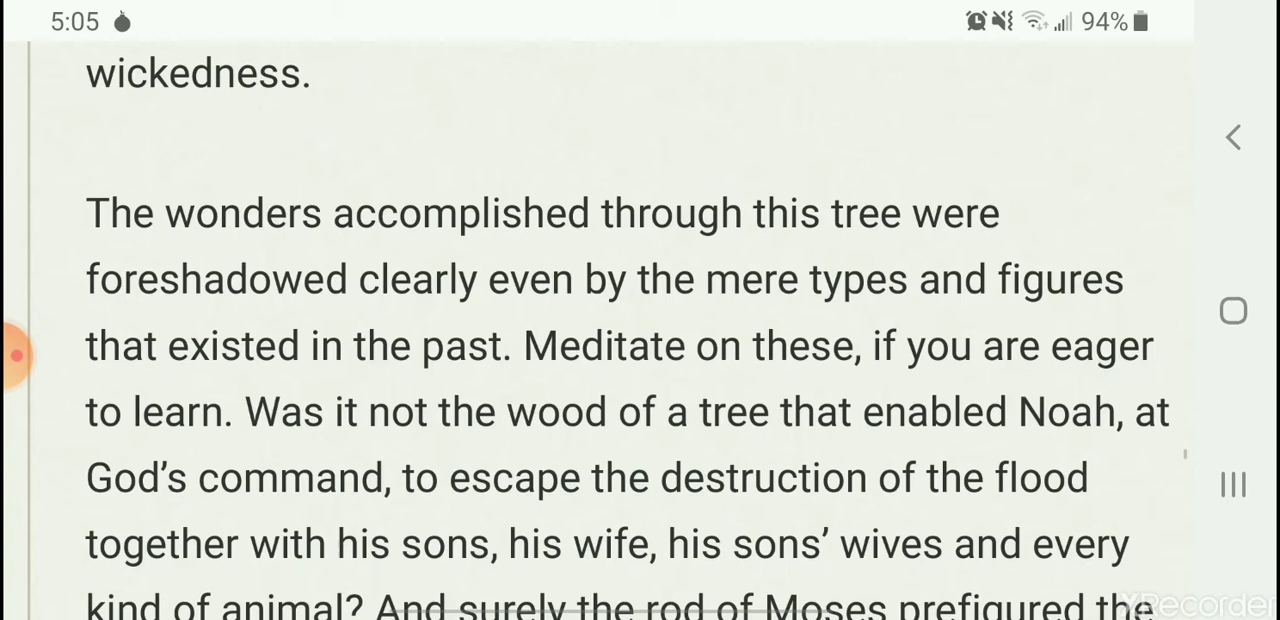 5:05 94%
wickedness.
The wonders accomplished through this tree were
foreshadowed clearly even by the mere types and figures
that existed in the past. Meditate on these, if you are eager
to learn. Was it not the wood of a tree that enabled Noah, at
God’s command, to escape the destruction of the flood
together with his sons, his wife, his sons’ wives and every
kind of animal? And surely the rod of Moses prefigured the
XRecorder